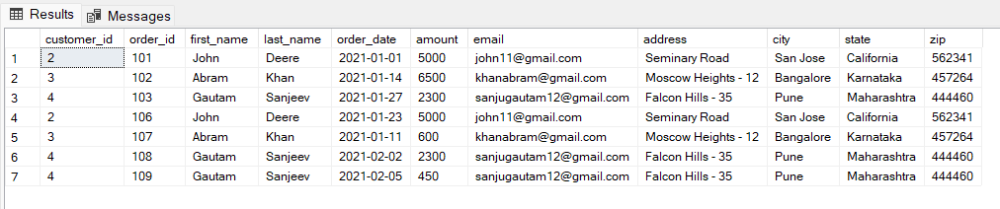 Results Messages
customer_id order_id first_name last_name order_date amount email address city state zip
1 2 101 John Deere 2021-01-01 5000 john11@gmail.com Seminary Road San Jose California 562341
2 3 102 Abram Khan 2021-01-14 6500 khanabram@gmail.com Moscow Heights - 12 Bangalore Karnataka 457264
3 4 103 Gautam Sanjeev 2021-01-27 2300 sanjugautam12@gmail.com Falcon Hills - 35 Pune Maharashtra 444460
4 2 106 John Deere 2021-01-23 5000 john11@gmail.com Seminary Road San Jose California 562341
5 3 107 Abram Khan 2021-01-11 600 khanabram@gmail.com Moscow Heights - 12 Bangalore Karnataka 457264
6 4 108 Gautam Sanjeev 2021-02-02 2300 sanjugautam12@gmail.com Falcon Hills - 35 Pune Maharashtra 444460
7 4 109 Gautam Sanjeev 2021-02-05 450 sanjugautam12@gmail.com Falcon Hills - 35 Pune Maharashtra 444460